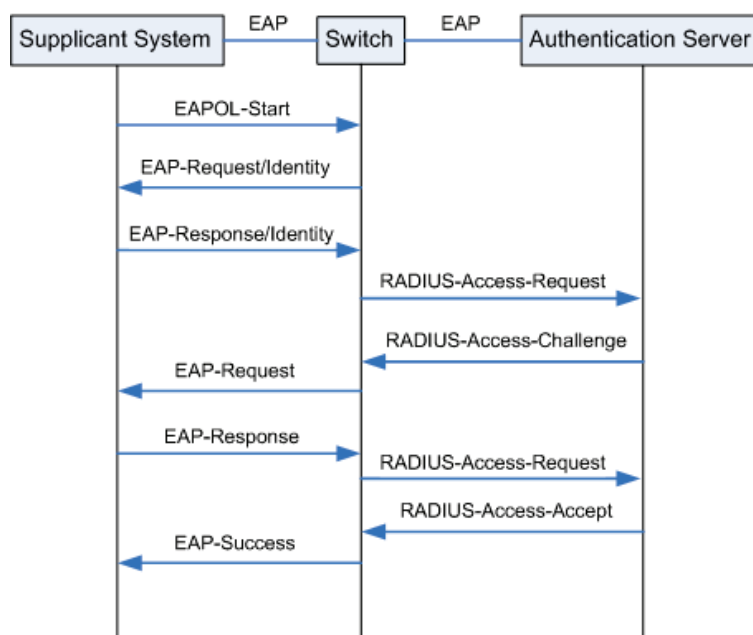 EAP
EAP
Supplicant System
Switch
Authentication Server
EAPOL-Start
EAP-Request/Identity
EAP-Response/Identity
RADIUS-Access-Request
RADIUS-Access-Challenge
EAP-Request
EAP-Response
RADIUS-Access-Request
RADIUS-Access-Accept
EAP-Success